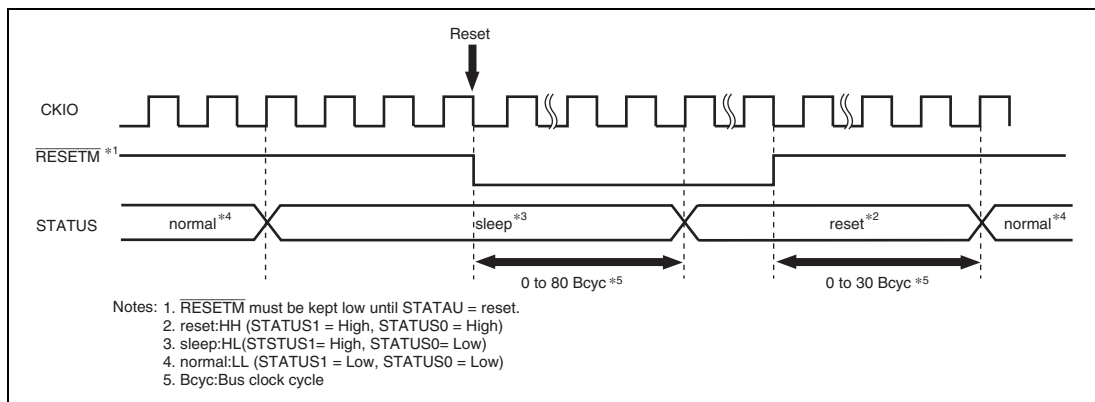 Reset
CKIO
RESETM *1
STATUS
normal*4
sleep*3
reset*2
normal*4
0 to 80 Bcyc *5
0 to 30 Bcyc *5
Notes: 1. RESETM must be kept low until STATAU = reset.
2. reset:HH (STATUS1 = High, STATUS0 = High)
3. sleep:HL(STSTUS1= High, STATUS0= Low)
4. normal:LL (STATUS1 = Low, STATUS0 = Low)
5. Bcyc:Bus clock cycle